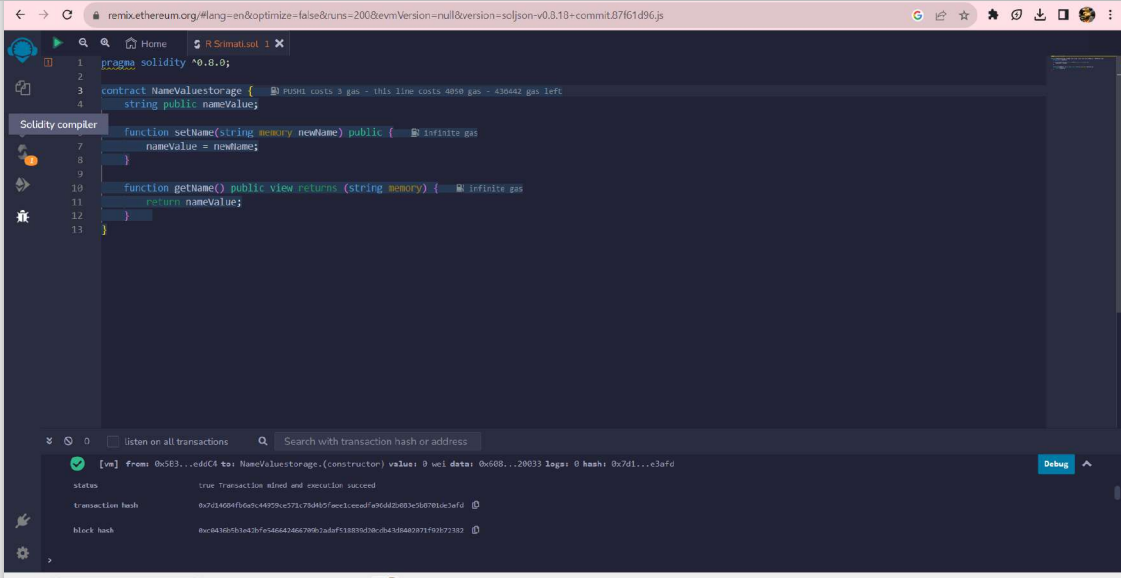 remix.ethereum.org/#lang=en&optimize=false&runs=200&evmVersion=null&version=soljson-v0.8.18+commit.87f61d96.js
Home
R Srimati.sol 1
1 pragma solidity ^0.8.0;
2
3 contract NameValuestorage { PUSH1 costs 3 gas - this line costs 4050 gas - 436442 gas left
4 string public nameValue;
Solidity compiler
function setName(string memory newName) public { infinite gas
7 nameValue = newName;
8 }
9
10 function getName() public view returns (string memory) { infinite gas
11 return nameValue;
12 }
13 }
0 listen on all transactions Search with transaction hash or address
[vm] from: 0x5B3...eddC4 to: NameValuestorage.(constructor) value: 0 wei data: 0x608...20033 logs: 0 hash: 0x7d1...e3afd
Debug
status true Transaction mined and execution succeed
transaction hash
block hash
>